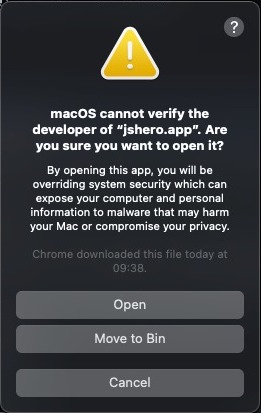 ?
macOS cannot verify the
developer of “jshero.app”. Are
you sure you want to open it?
By opening this app, you will be
overriding system security which can
expose your computer and personal
information to malware that may harm
your Mac or compromise your privacy.
Chrome downloaded this file today at
09:38.
Open
Move to Bin
Cancel